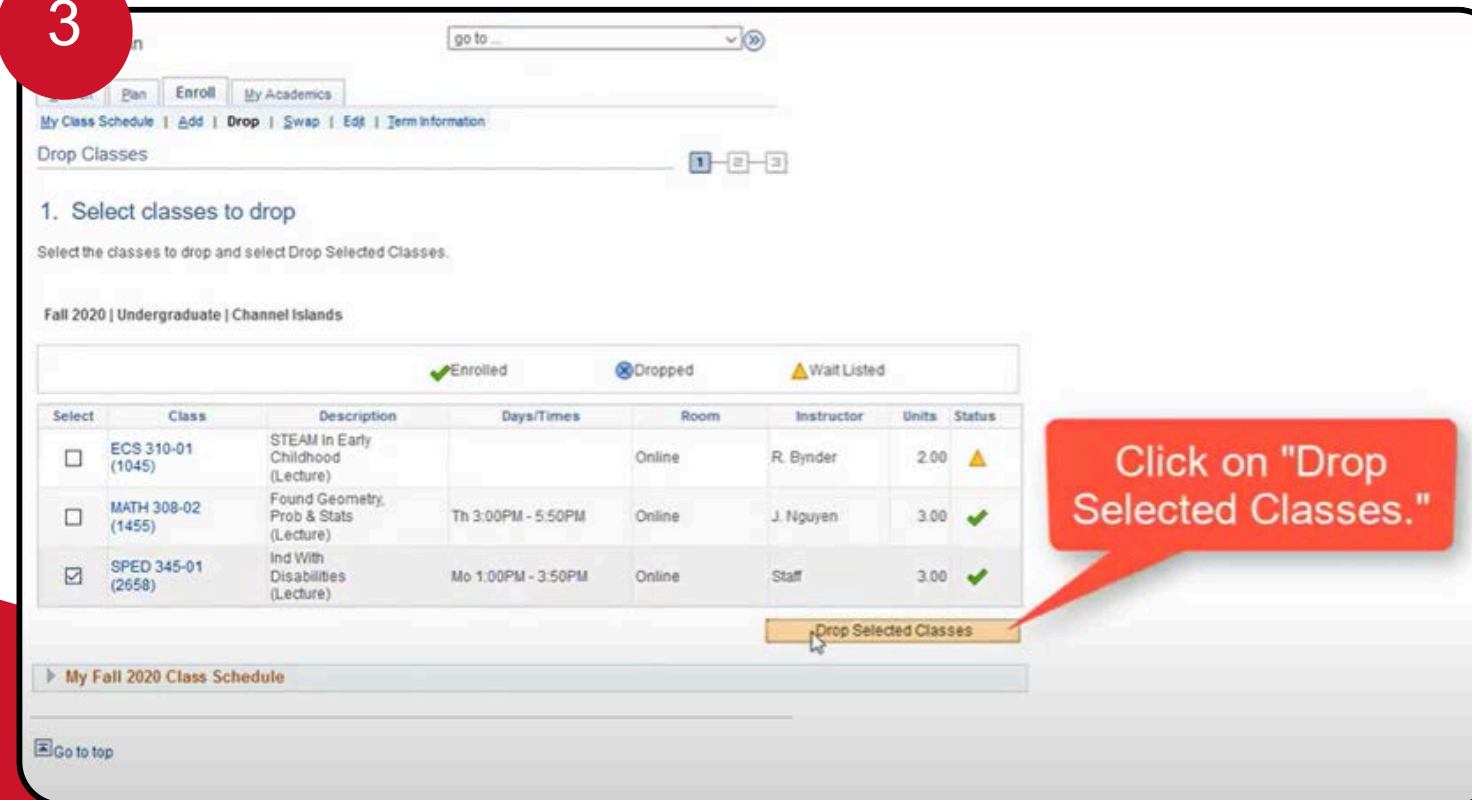 3
go to ...
Plan Enroll My Academics
My Class Schedule | Add | Drop | Swap | Edit | Term Information
Drop Classes
1 2 3
1. Select classes to drop
Select the classes to drop and select Drop Selected Classes.
Fall 2020 | Undergraduate | Channel Islands
Enrolled Dropped Wait Listed
Select Class Description Days/Times Room Instructor Units Status
ECS 310-01
(1045)
STEAM In Early
Childhood
(Lecture)
Online R. Bynder 2.00
MATH 308-02
(1455)
Found Geometry,
Prob & Stats
(Lecture)
Th 3:00PM - 5:50PM Online J. Nguyen 3.00
SPED 345-01
(2658)
Ind With
Disabilities
(Lecture)
Mo 1:00PM - 3:50PM Online Staff 3.00
Click on "Drop
Selected Classes."
Drop Selected Classes
My Fall 2020 Class Schedule
Go to top